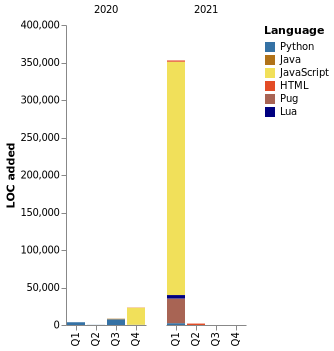 2020 2021
Language
Python
Java
JavaScript
HTML
Pug
Lua
LOC added
400,000
350,000
300,000
250,000
200,000
150,000
100,000
50,000
0
Q1 Q2 Q3 Q4 Q1 Q2 Q3 Q4